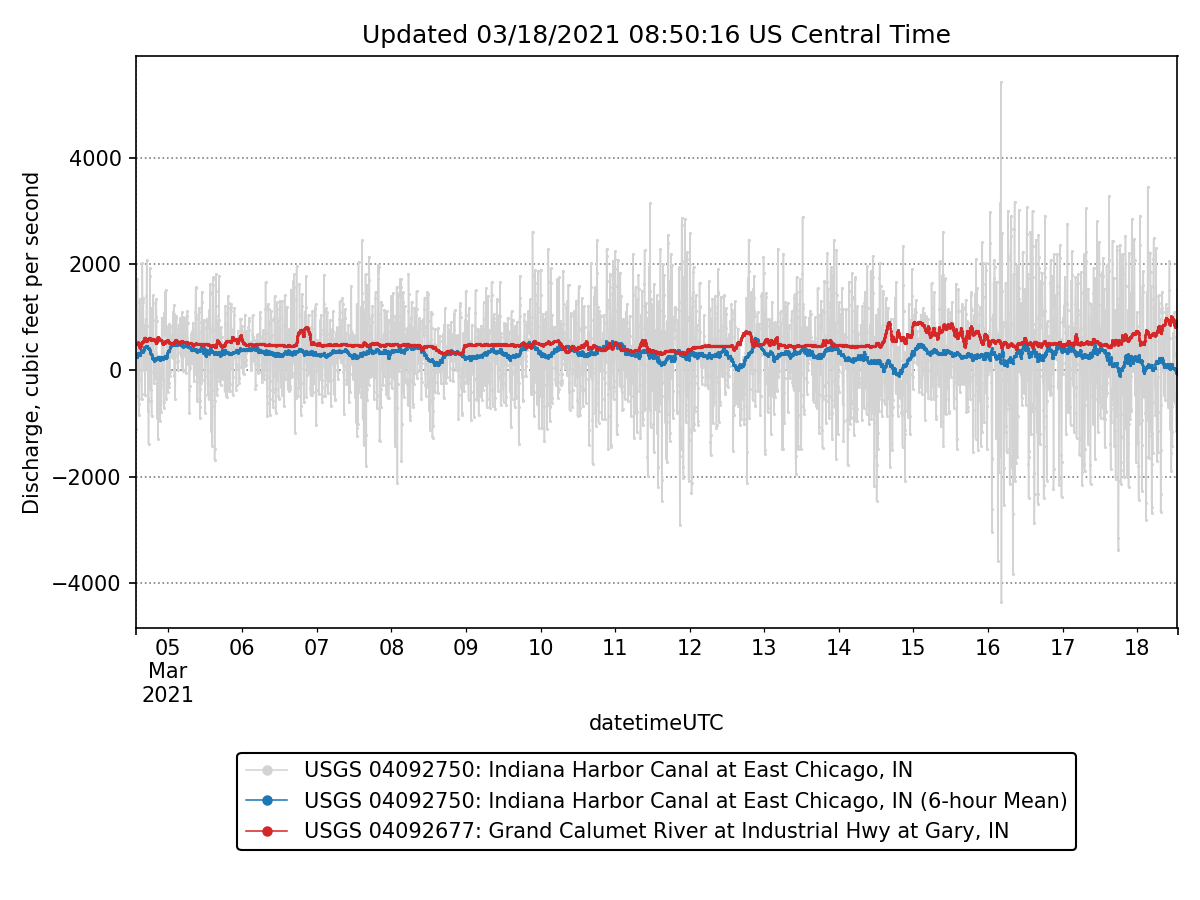 Updated 03/18/2021 08:50:16 US Central Time
Discharge, cubic feet per second
4000
2000
0
−2000
−4000
05 06 07 08 09 10 11 12 13 14 15 16 17 18
Mar
2021
datetimeUTC
USGS 04092750: Indiana Harbor Canal at East Chicago, IN
USGS 04092750: Indiana Harbor Canal at East Chicago, IN (6-hour Mean)
USGS 04092677: Grand Calumet River at Industrial Hwy at Gary, IN